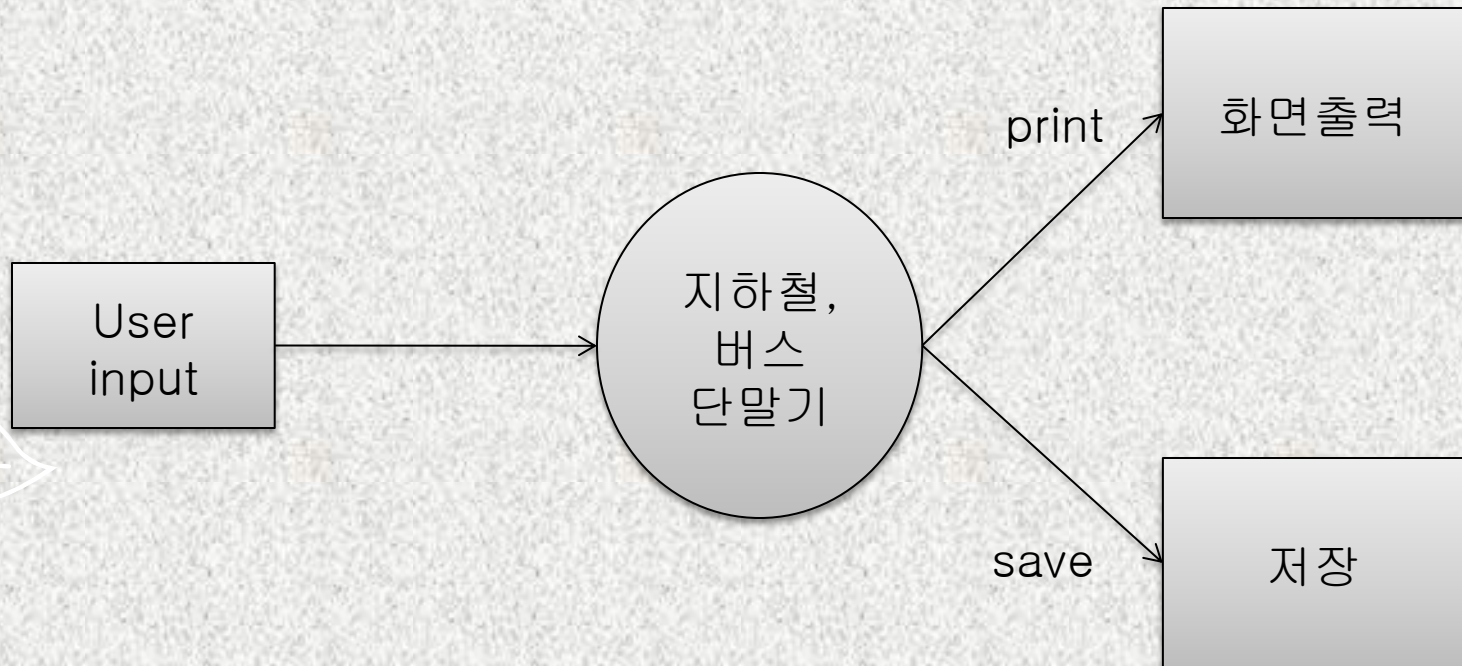 User
input
지하철,
버스
단말기
print
화면출력
save
저장